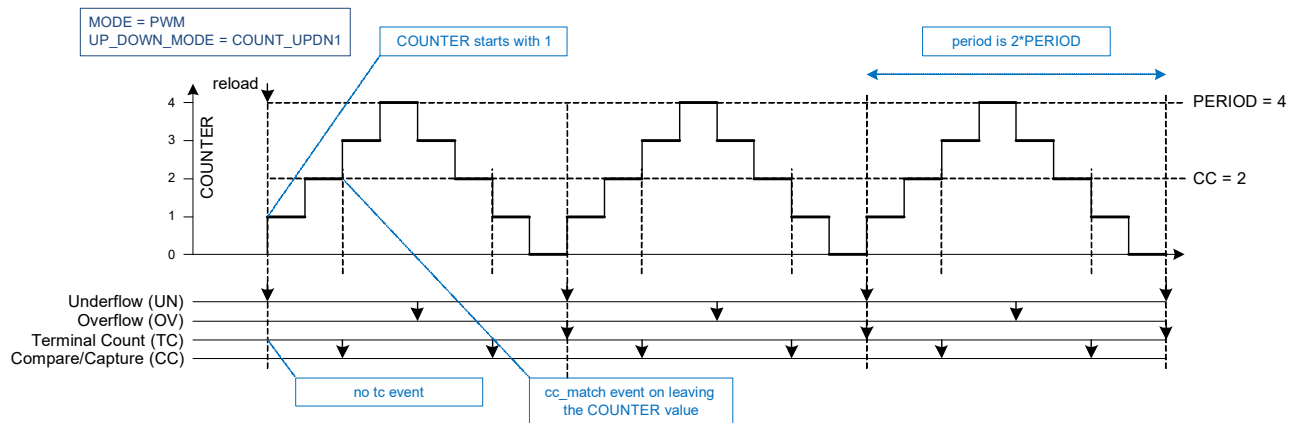 MODE = PWM
UP_DOWN_MODE = COUNT_UPDN1
COUNTER starts with 1
period is 2*PERIOD
reload
4
3
2
1
0
COUNTER
PERIOD = 4
CC = 2
Underflow (UN)
Overflow (OV)
Terminal Count (TC)
Compare/Capture (CC)
no tc event
cc_match event on leaving
the COUNTER value